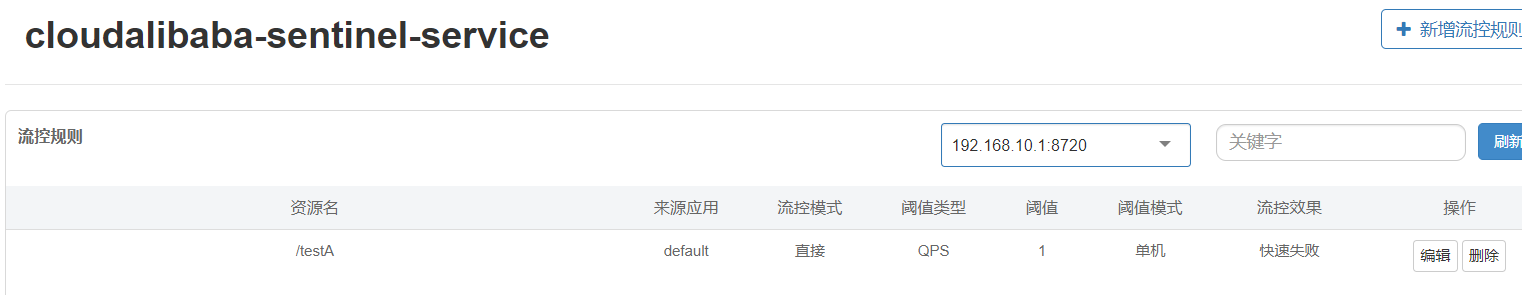 cloudalibaba-sentinel-service
+ 新增流控规则
流控规则
192.168.10.1:8720
关键字
刷新
资源名 来源应用 流控模式 阈值类型 阈值 阈值模式 流控效果 操作
/testA default 直接 QPS 1 单机 快速失败 编辑 删除